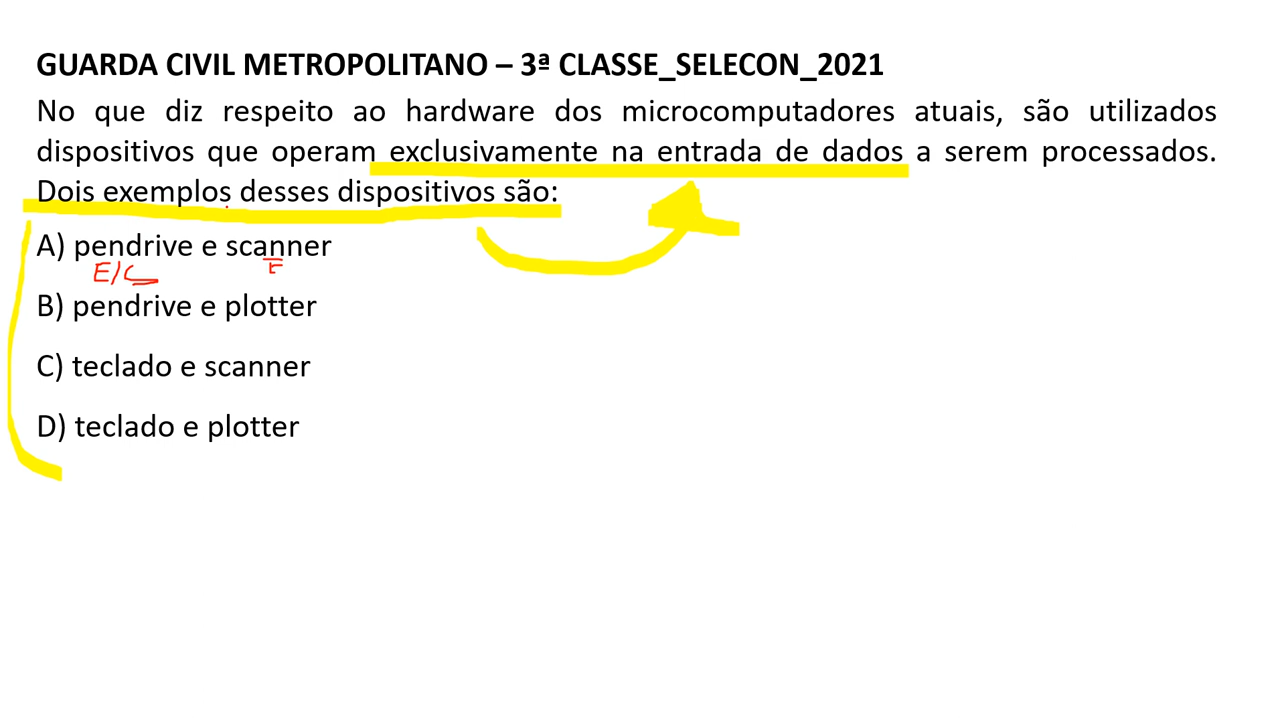 GUARDA CIVIL METROPOLITANO – 3ª CLASSE_SELECON_2021
No que diz respeito ao hardware dos microcomputadores atuais, são utilizados
dispositivos que operam exclusivamente na entrada de dados a serem processados.
Dois exemplos desses dispositivos são:
A) pendrive e scanner
E/
E
B) pendrive e plotter
C) teclado e scanner
D) teclado e plotter